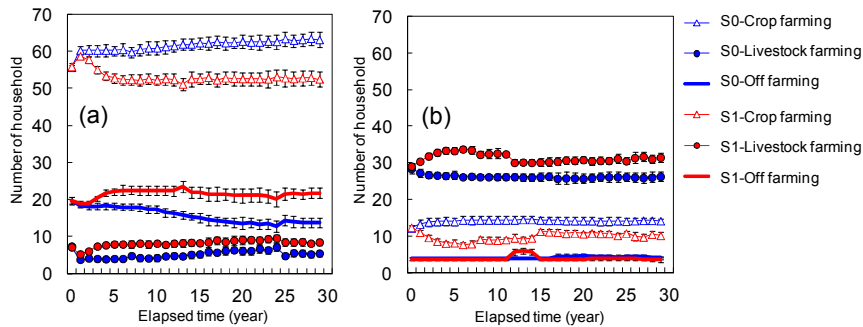 (a)
Number of household
70
60
50
40
30
20
10
0
0 5 10 15 20 25 30
Elapsed time (year)
(b)
Number of household
70
60
50
40
30
20
10
0
0 5 10 15 20 25 30
Elapsed time (year)
S0-Crop farming
S0-Livestock farming
S0-Off farming
S1-Crop farming
S1-Livestock farming
S1-Off farming